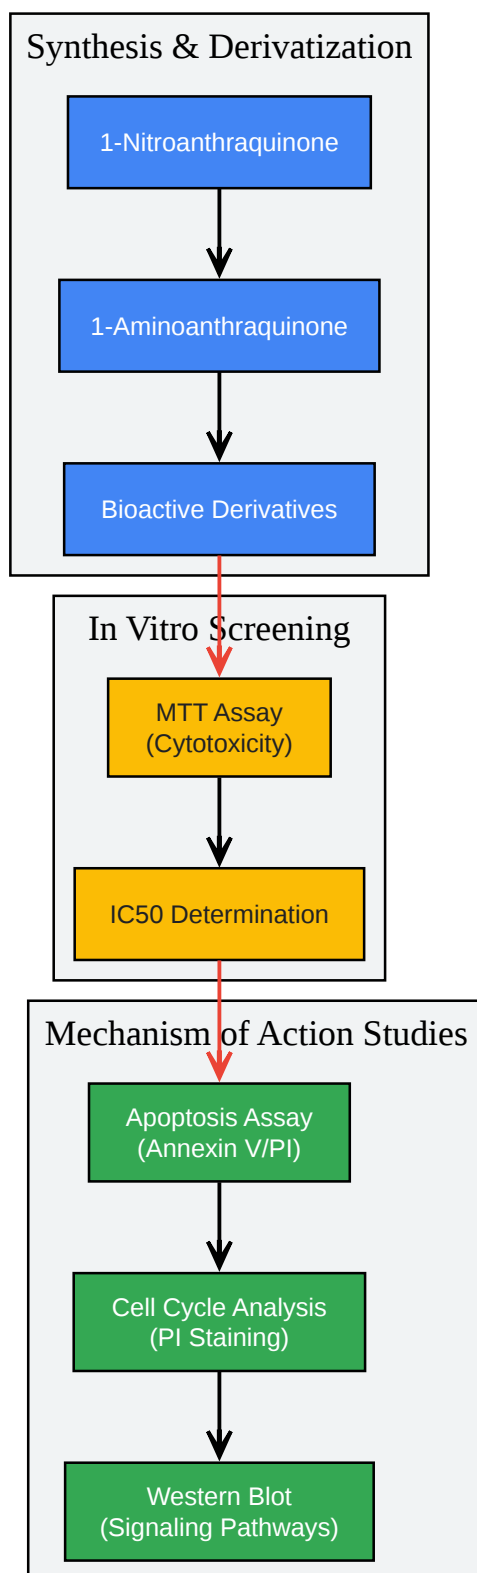 Synthesis & Derivatization
1-Nitroanthraquinone
1-Aminoanthraquinone
Bioactive Derivatives
In Vitro Screening
MTT Assay
(Cytotoxicity)
IC50 Determination
Mechanism of Action Studies
Apoptosis Assay
(Annexin V/PI)
Cell Cycle Analysis
(PI Staining)
Western Blot
(Signaling Pathways)